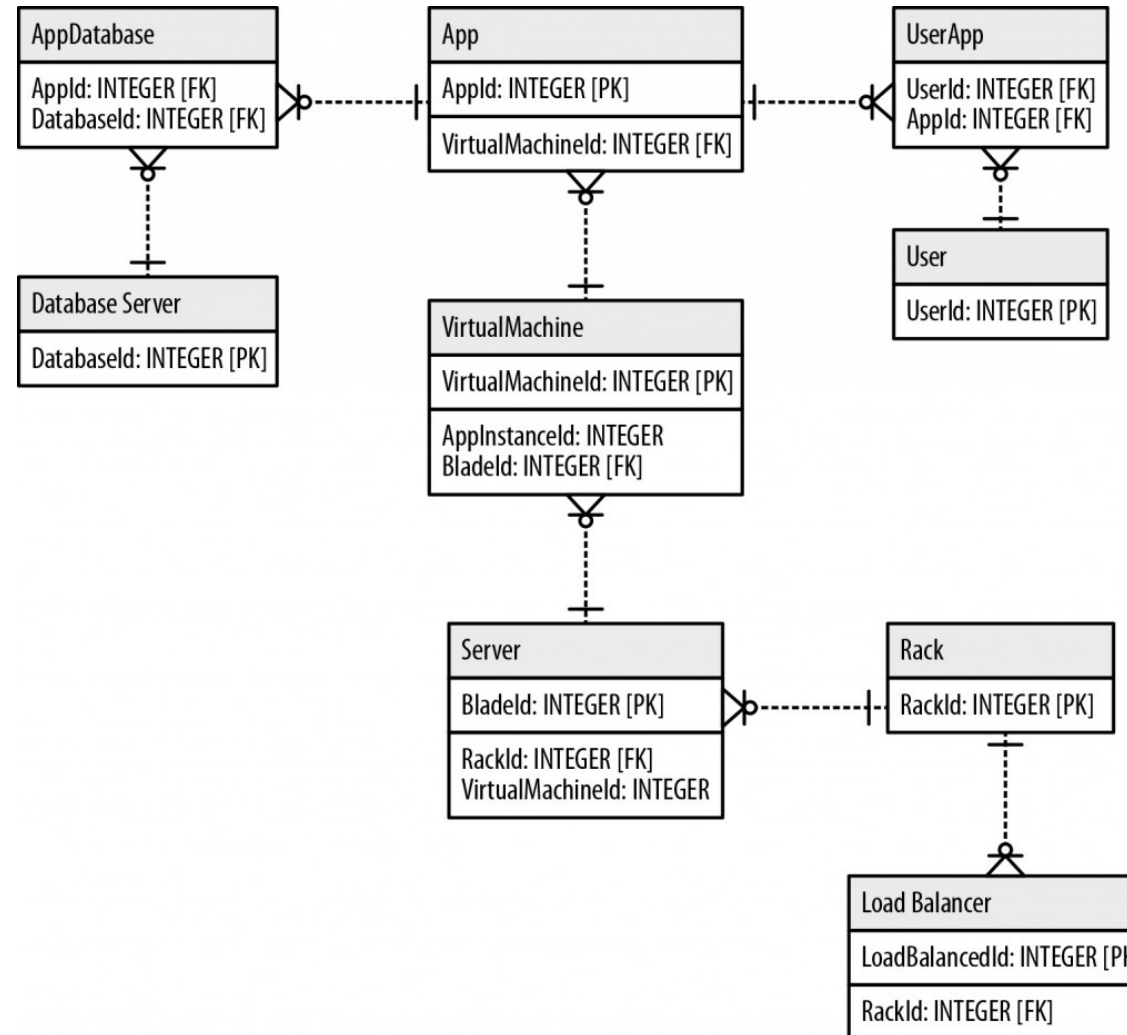 AppDatabase
AppId: INTEGER [FK]
DatabaseId: INTEGER [FK]
App
AppId: INTEGER [PK]
VirtualMachineId: INTEGER [FK]
UserApp
UserId: INTEGER [FK]
AppId: INTEGER [FK]
Database Server
DatabaseId: INTEGER [PK]
User
UserId: INTEGER [PK]
VirtualMachine
VirtualMachineId: INTEGER [PK]
AppInstanceId: INTEGER
BladeId: INTEGER [FK]
Server
BladeId: INTEGER [PK]
RackId: INTEGER [FK]
VirtualMachineId: INTEGER
Rack
RackId: INTEGER [PK]
Load Balancer
LoadBalancedId: INTEGER [PK
RackId: INTEGER [FK]